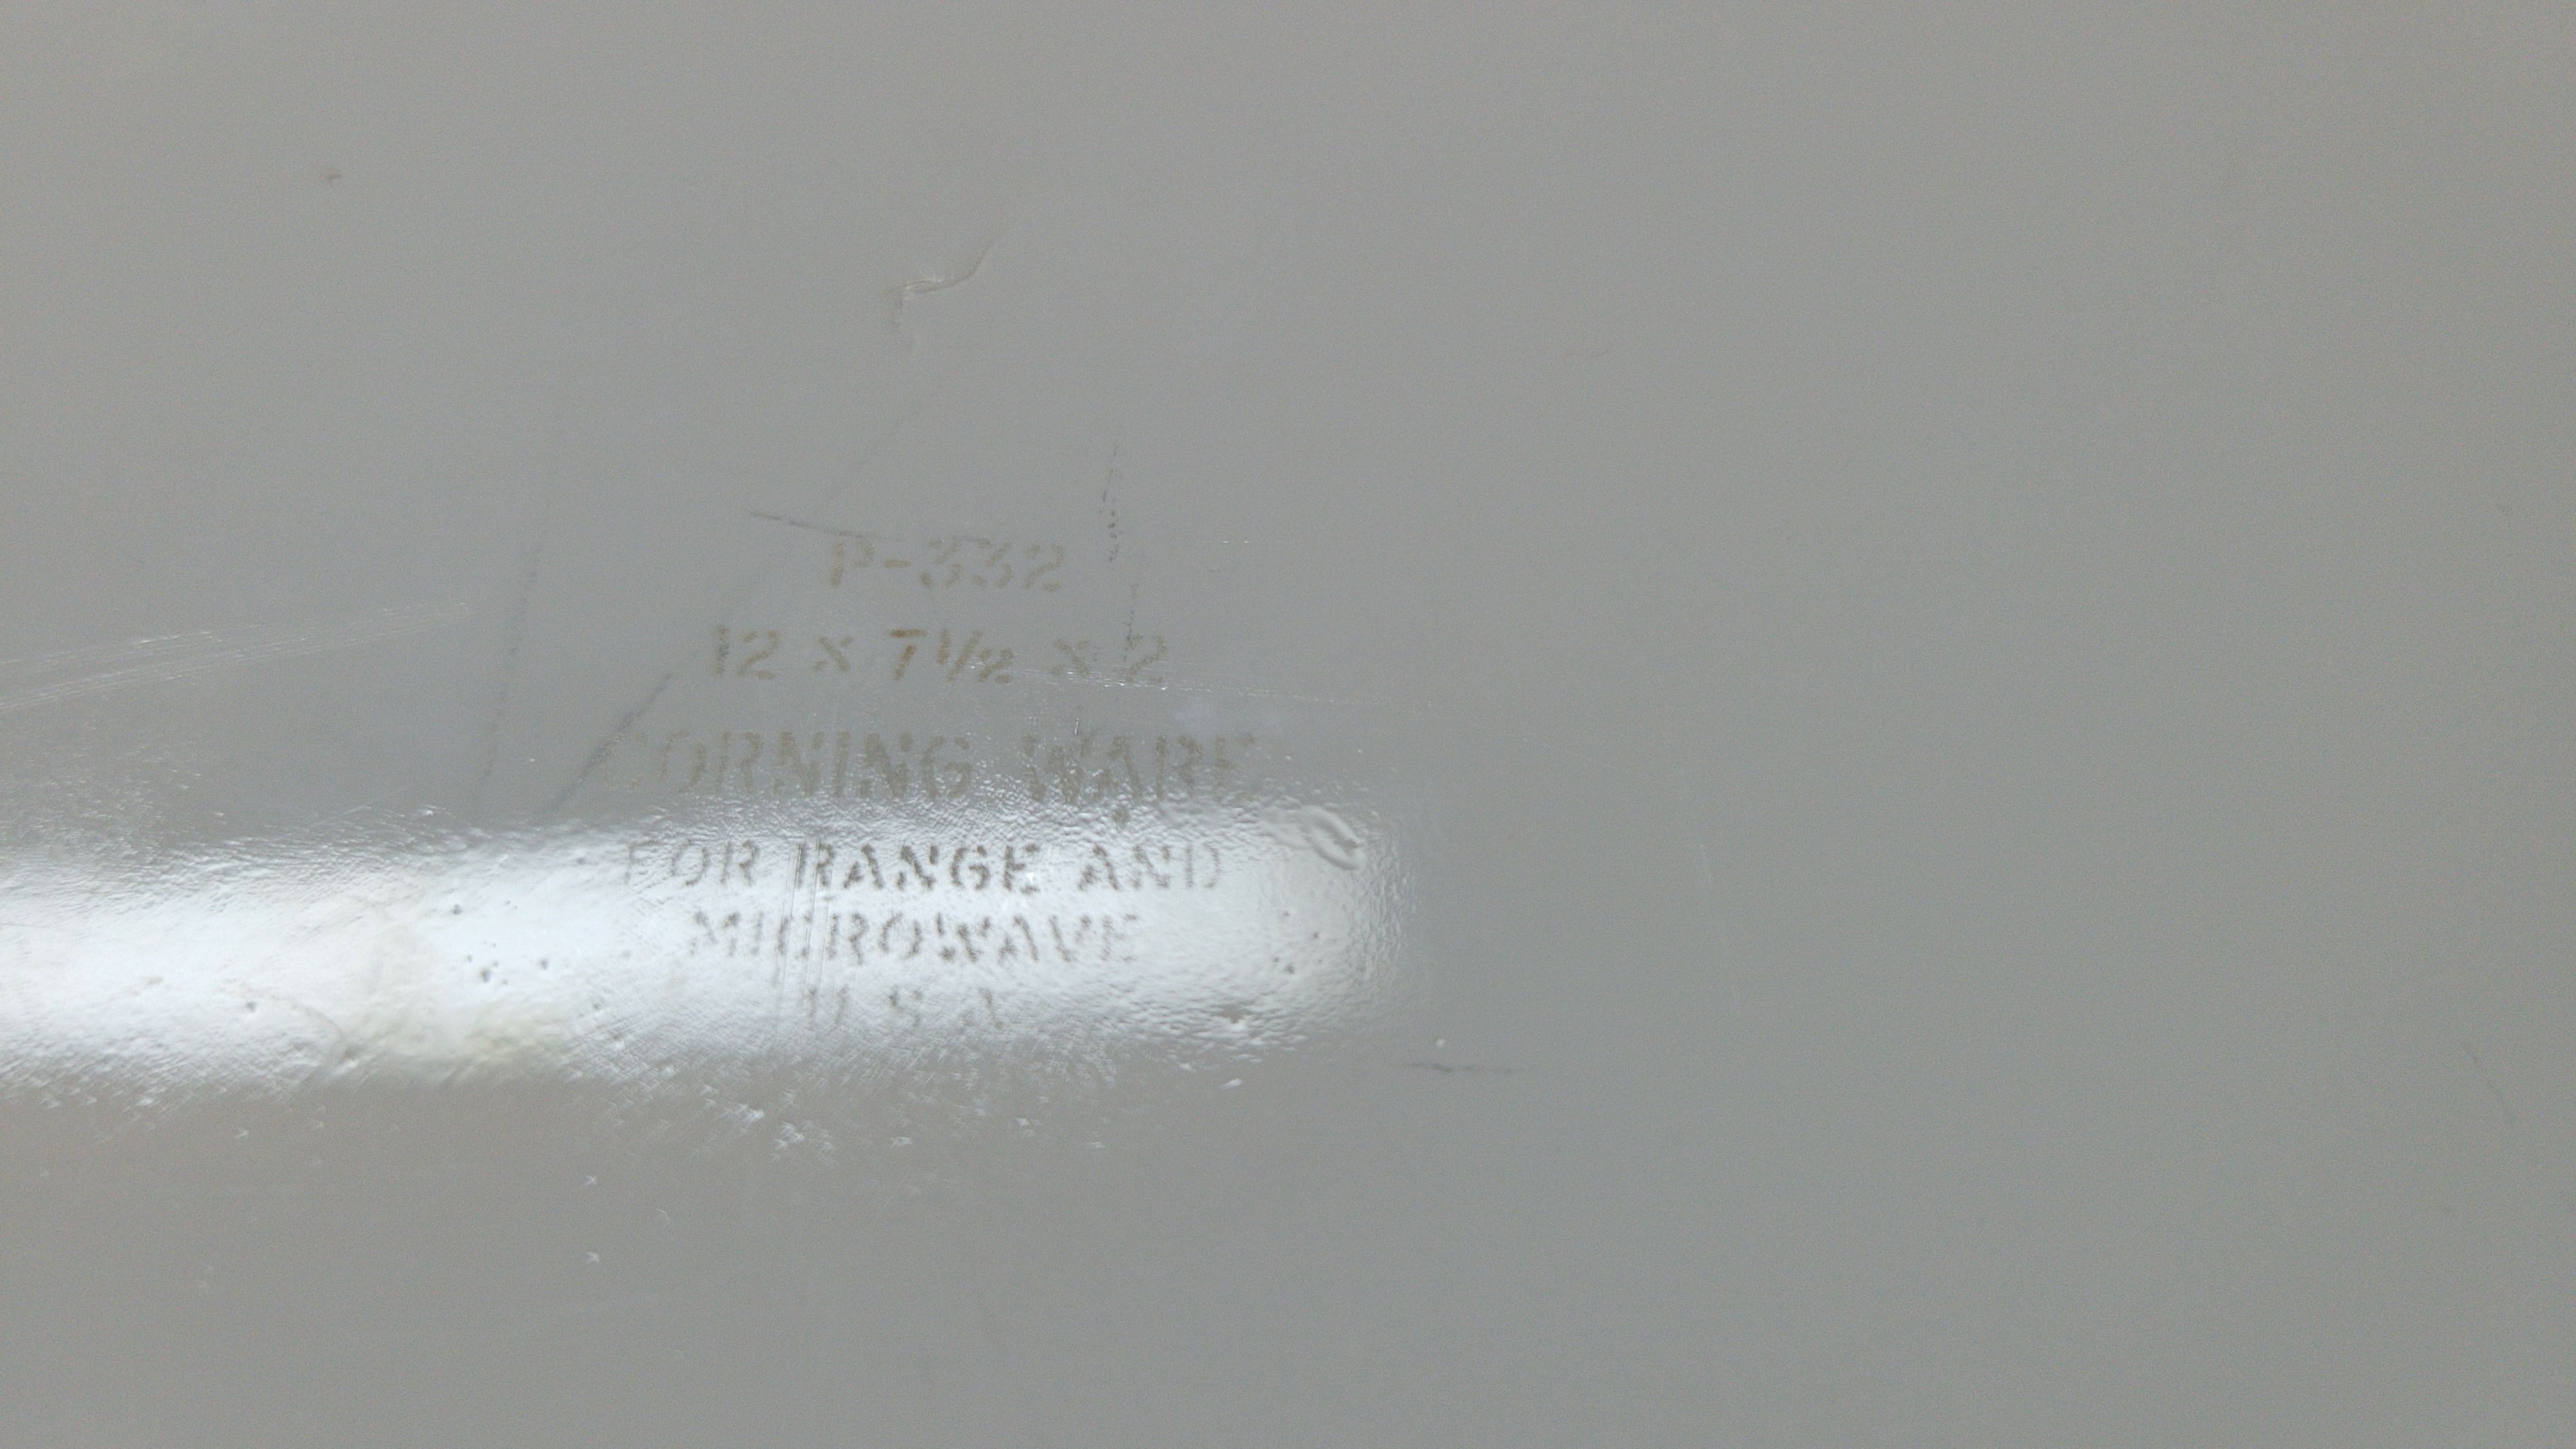 P-332
12 x 7½ x 2
CORNING WARE
FOR RANGE AND
MICROWAVE
U S A